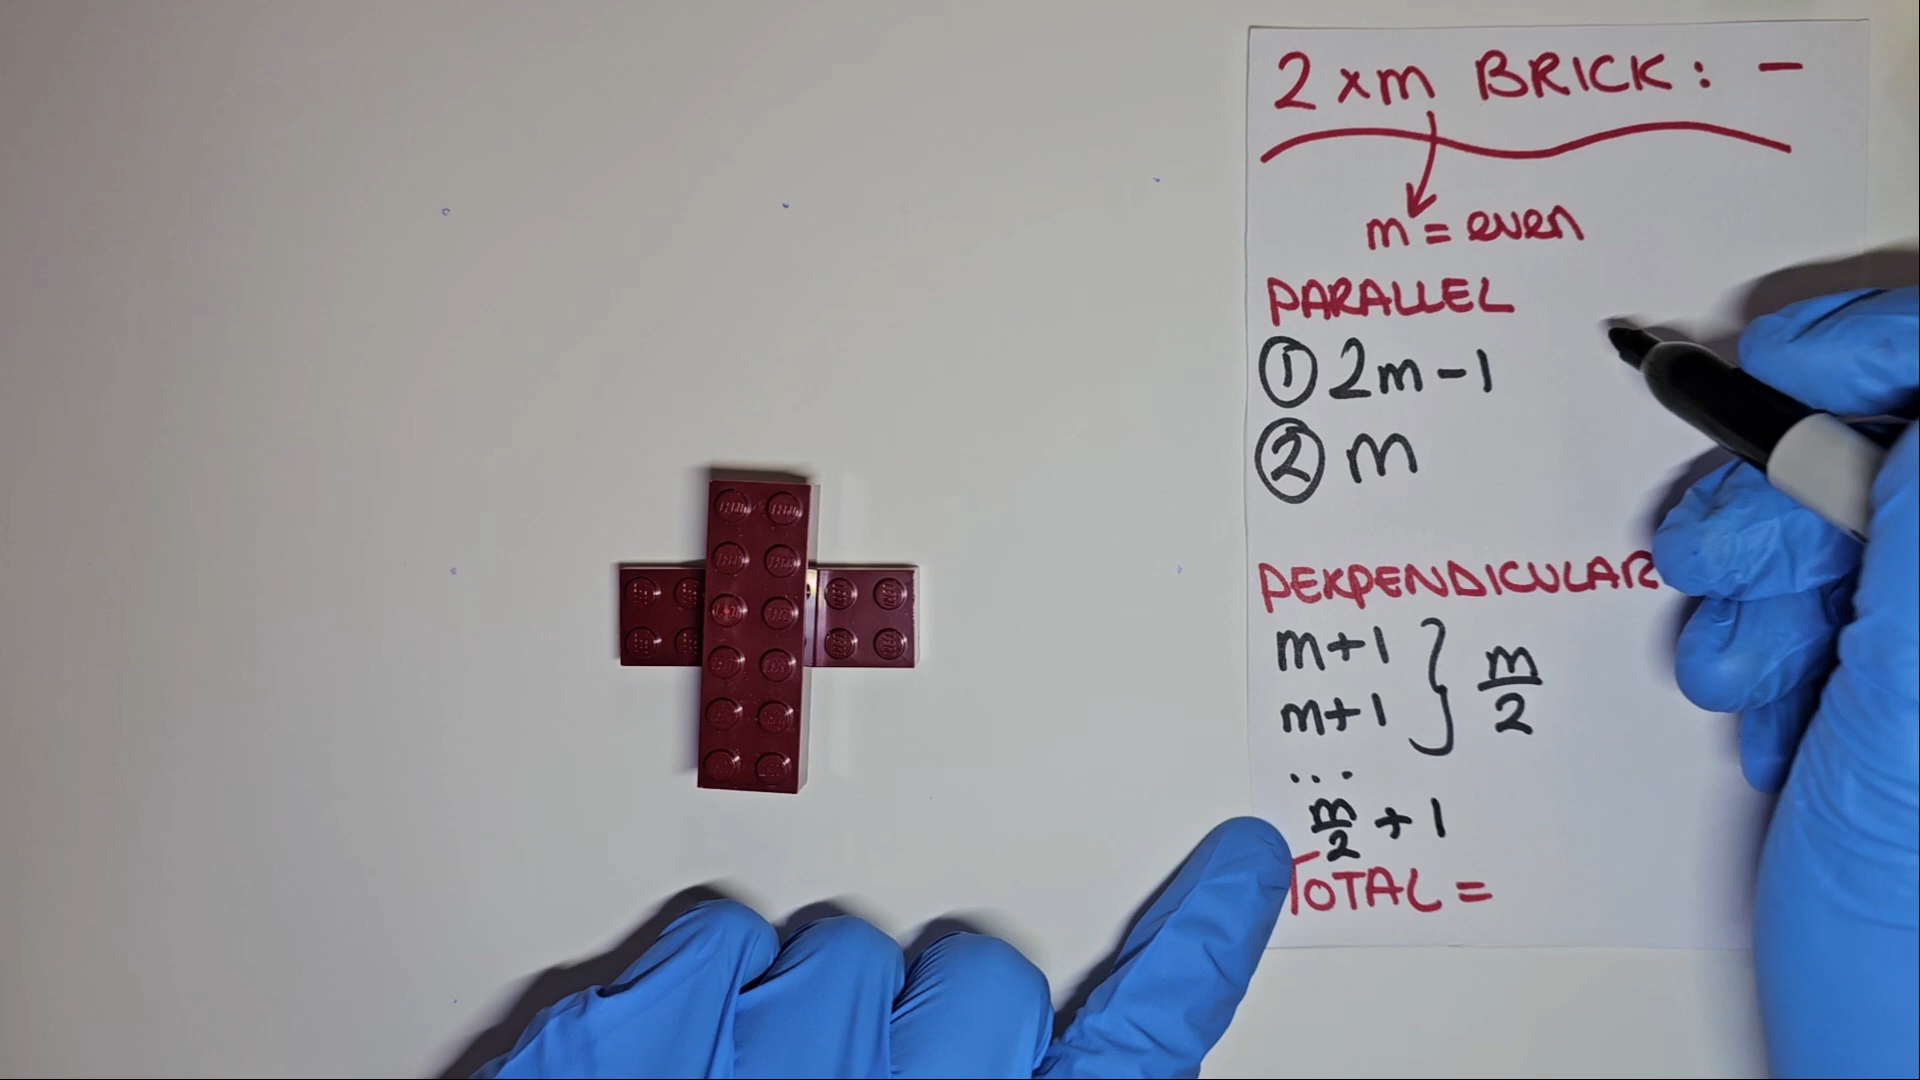 2 x m BRICK: -
m = even
PARALLEL
① 2m - 1
② m
PERPENDICULAR
m + 1
m + 1 } m/2
...
m/2 + 1
TOTAL =